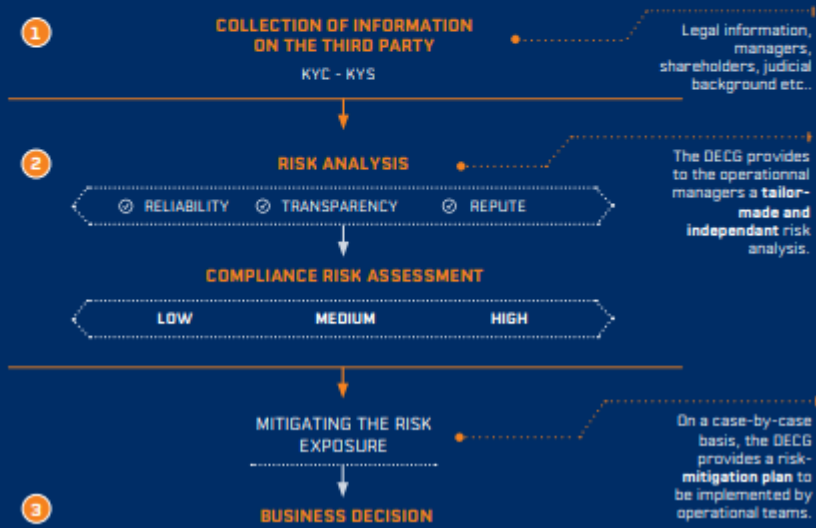 1
COLLECTION OF INFORMATION
ON THE THIRD PARTY
KYC - KYS
Legal information,
managers,
shareholders, judicial
background etc..
2
RISK ANALYSIS
RELIABILITY TRANSPARENCY REPUTE
The DECG provides
to the operationnal
managers a tailor-
made and
independant risk
analysis.
COMPLIANCE RISK ASSESSMENT
LOW MEDIUM HIGH
MITIGATING THE RISK
EXPOSURE
On a case-by-case
basis, the DECG
provides a risk-
mitigation plan to
be implemented by
operational teams.
3
BUSINESS DECISION